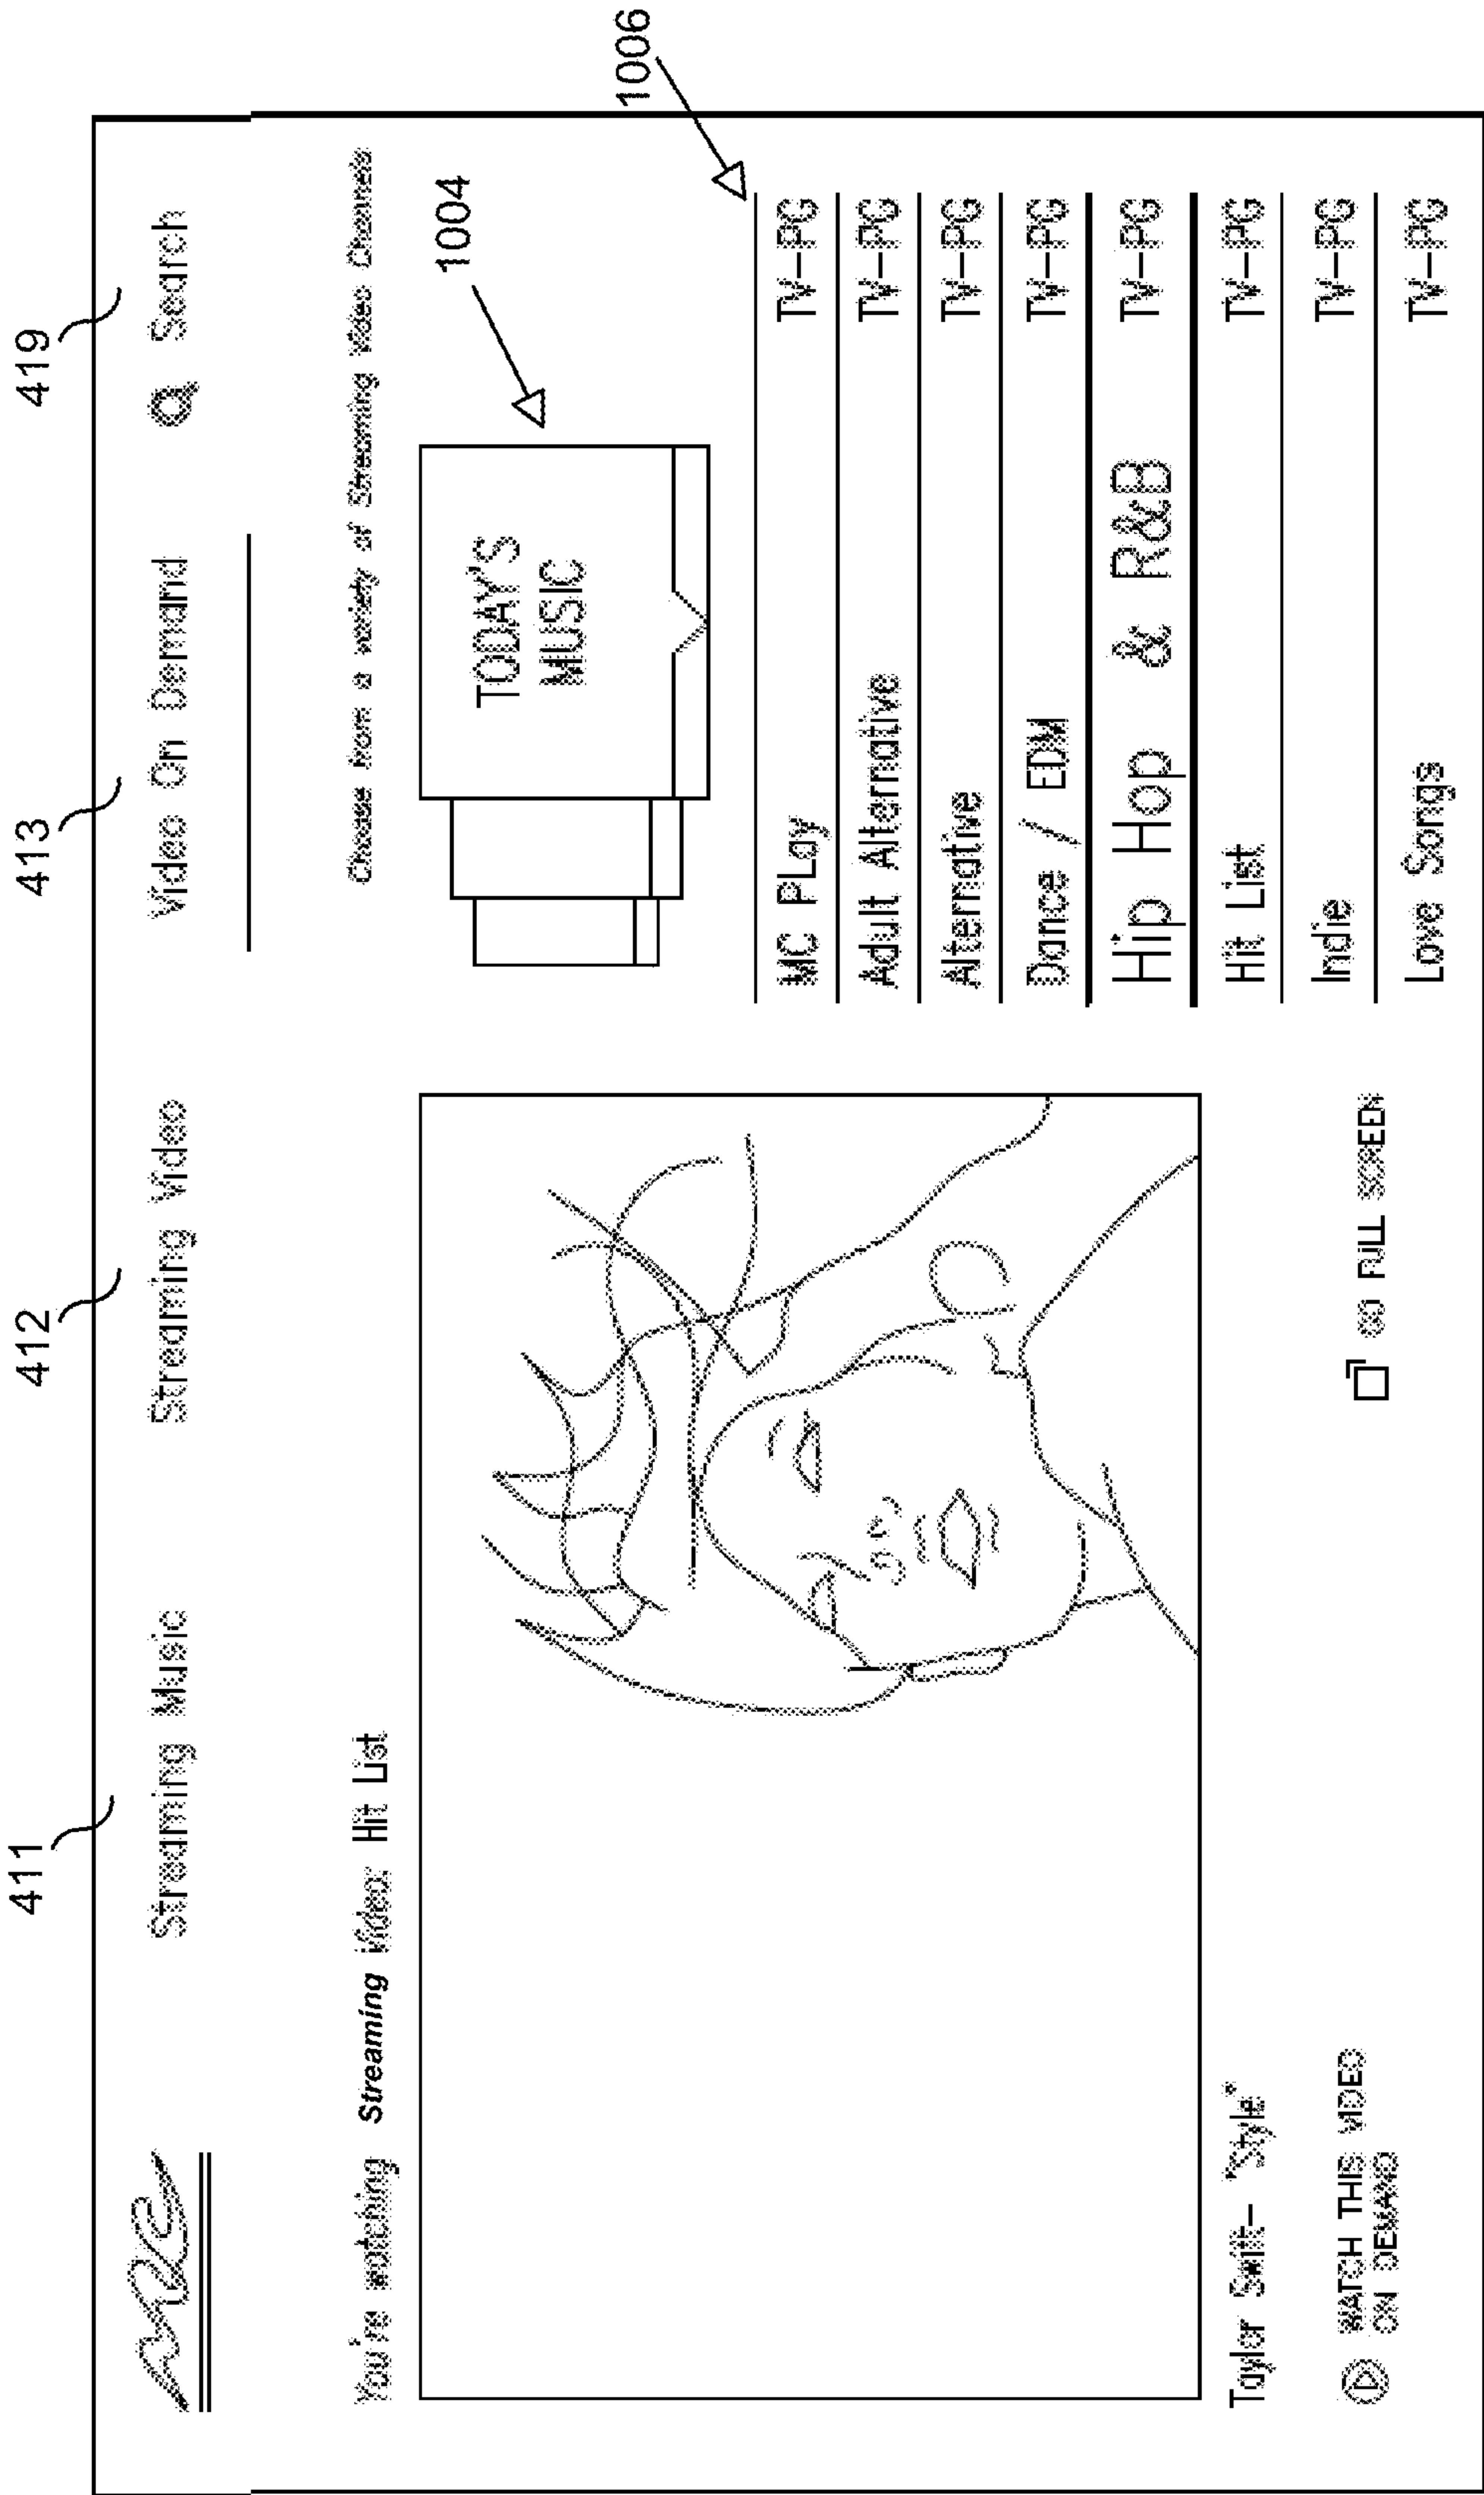 411
412
413
419
Streaming Music
Streaming Video
Video On Demand
Search
You're watching Streaming Video: Hit List
Choose from a variety of Streaming Video Channels
1004
TODAY'S
MUSIC
1006
MC PLay TV-PG
Adult Alternative TV-PG
Alternative TV-PG
Dance / EDM TV-PG
Hip Hop & R&B TV-PG
Hit List TV-PG
Indie TV-PG
Love Songs TV-PG
Taylor Swift- "Style"
WATCH THIS VIDEO
ON DEMAND
GO FULL SCREEN